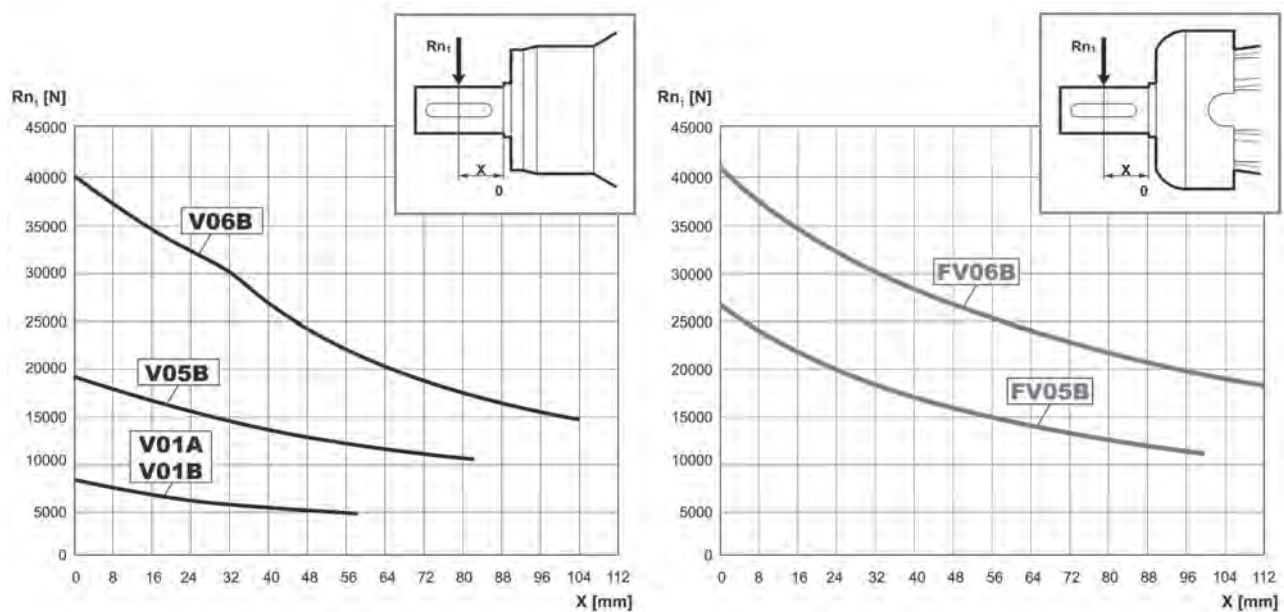 Rn₁
X
0
Rn₁ [N]
45000
40000
35000
30000
25000
20000
15000
10000
5000
0
V06B
V05B
V01A
V01B
0 8 16 24 32 40 48 56 64 72 80 88 96 104 112
X [mm]
Rn₁
X
0
Rn₁ [N]
45000
40000
35000
30000
25000
20000
15000
10000
5000
0
FV06B
FV05B
0 8 16 24 32 40 48 56 64 72 80 88 96 104 112
X [mm]